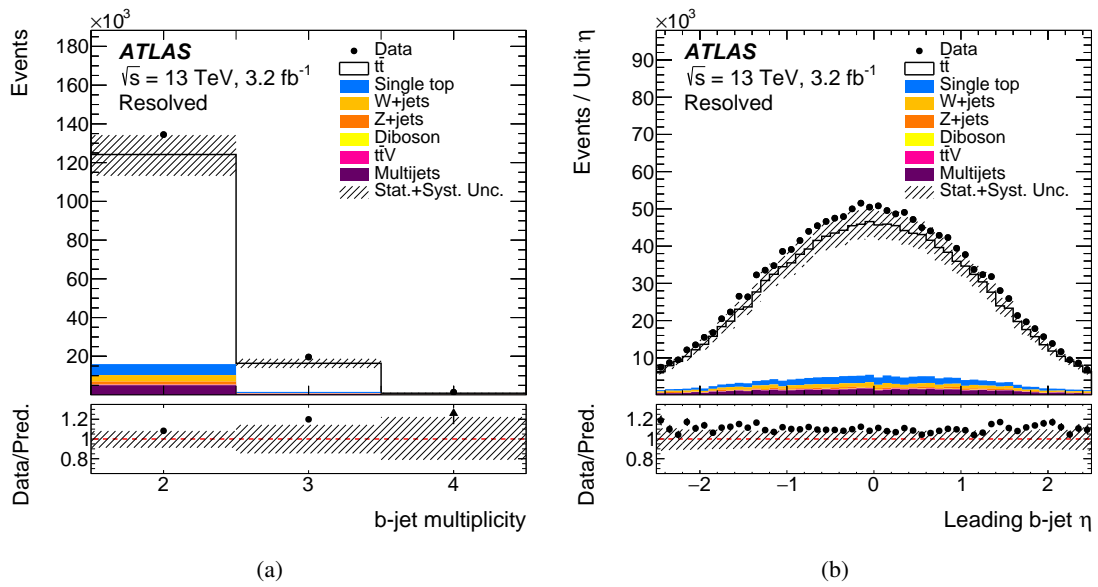 ×10³
Events
180
160
140
120
100
80
60
40
20
ATLAS
√s = 13 TeV, 3.2 fb⁻¹
Resolved
Data
tt̄
Single top
W+jets
Z+jets
Diboson
tt̄V
Multijets
Stat.+Syst. Unc.
Data/Pred.
1.2
1
0.8
2 3 4
b-jet multiplicity
(a)
×10³
Events / Unit η
90
80
70
60
50
40
30
20
10
ATLAS
√s = 13 TeV, 3.2 fb⁻¹
Resolved
Data
tt̄
Single top
W+jets
Z+jets
Diboson
tt̄V
Multijets
Stat.+Syst. Unc.
Data/Pred.
1.2
1
0.8
−2 −1 0 1 2
Leading b-jet η
(b)